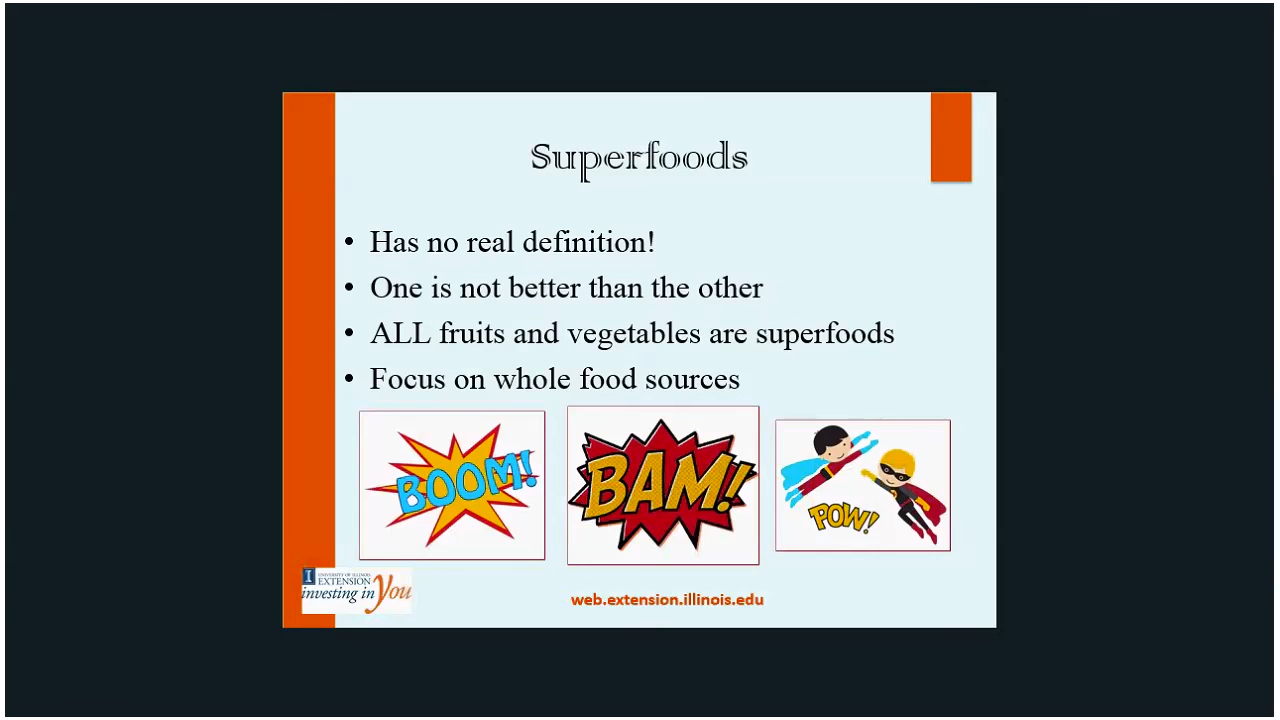 Superfoods
• Has no real definition!
• One is not better than the other
• ALL fruits and vegetables are superfoods
• Focus on whole food sources
BOOM!
BAM!
POW!
I UNIVERSITY OF ILLINOIS
EXTENSION
investing in You
web.extension.illinois.edu